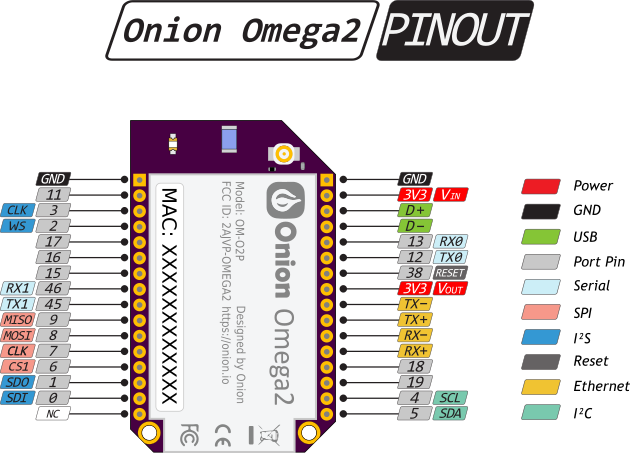 Onion Omega2 PINOUT
GND
11
CLK 3
WS 2
17
16
15
RX1 46
TX1 45
MISO 9
MOSI 8
CLK 7
CS1 6
SDO 1
SDI 0
NC
MAC: XXXXXXXXXXXX
Model: OM-O2P
FCC ID: 2AJVP-OMEGA2
Designed by Onion
https://onion.io
Onion Omega2
FC CE
GND
3V3 VIN
D+
D-
13 RX0
12 TX0
38 RESET
3V3 VOUT
TX-
TX+
RX-
RX+
18
19
4 SCL
5 SDA
Power
GND
USB
Port Pin
Serial
SPI
I²S
Reset
Ethernet
I²C